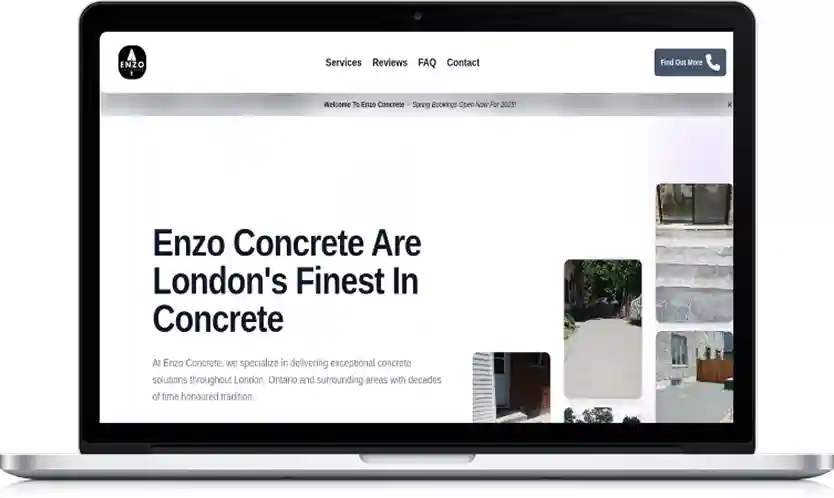 ENZO
Services Reviews FAQ Contact
Find Out More
Welcome To Enzo Concrete - Spring Bookings Open Now For 2025!
K
Enzo Concrete Are
London's Finest In
Concrete
At Enzo Concrete, we specialize in delivering exceptional concrete
solutions throughout London, Ontario and surrounding areas with decades
of time honoured tradition.